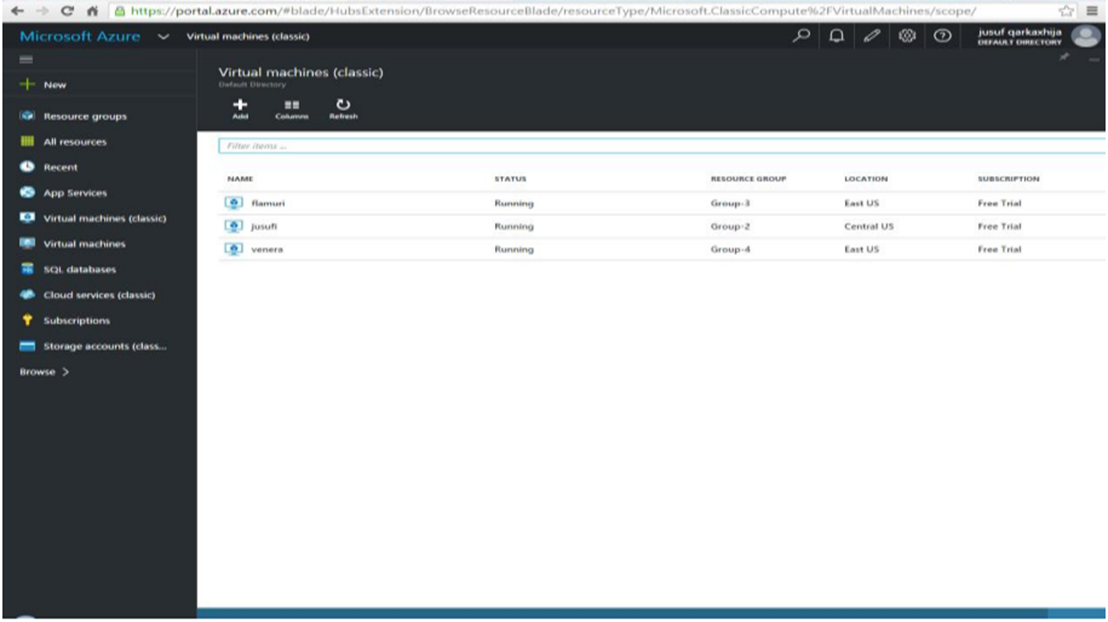 https://portal.azure.com/#blade/HubsExtension/BrowseResourceBlade/resourceType/Microsoft.ClassicCompute%2FVirtualMachines/scope/
Microsoft Azure Virtual machines (classic)
jusuf qarkaxhija
DEFAULT DIRECTORY
New
Resource groups
All resources
Recent
App Services
Virtual machines (classic)
Virtual machines
SQL databases
Cloud services (classic)
Subscriptions
Storage accounts (class...
Browse >
Virtual machines (classic)
Default Directory
Add Columns Refresh
Filter items ...
NAME STATUS RESOURCE GROUP LOCATION SUBSCRIPTION
flamuri Running Group-3 East US Free Trial
jusufi Running Group-2 Central US Free Trial
venera Running Group-4 East US Free Trial